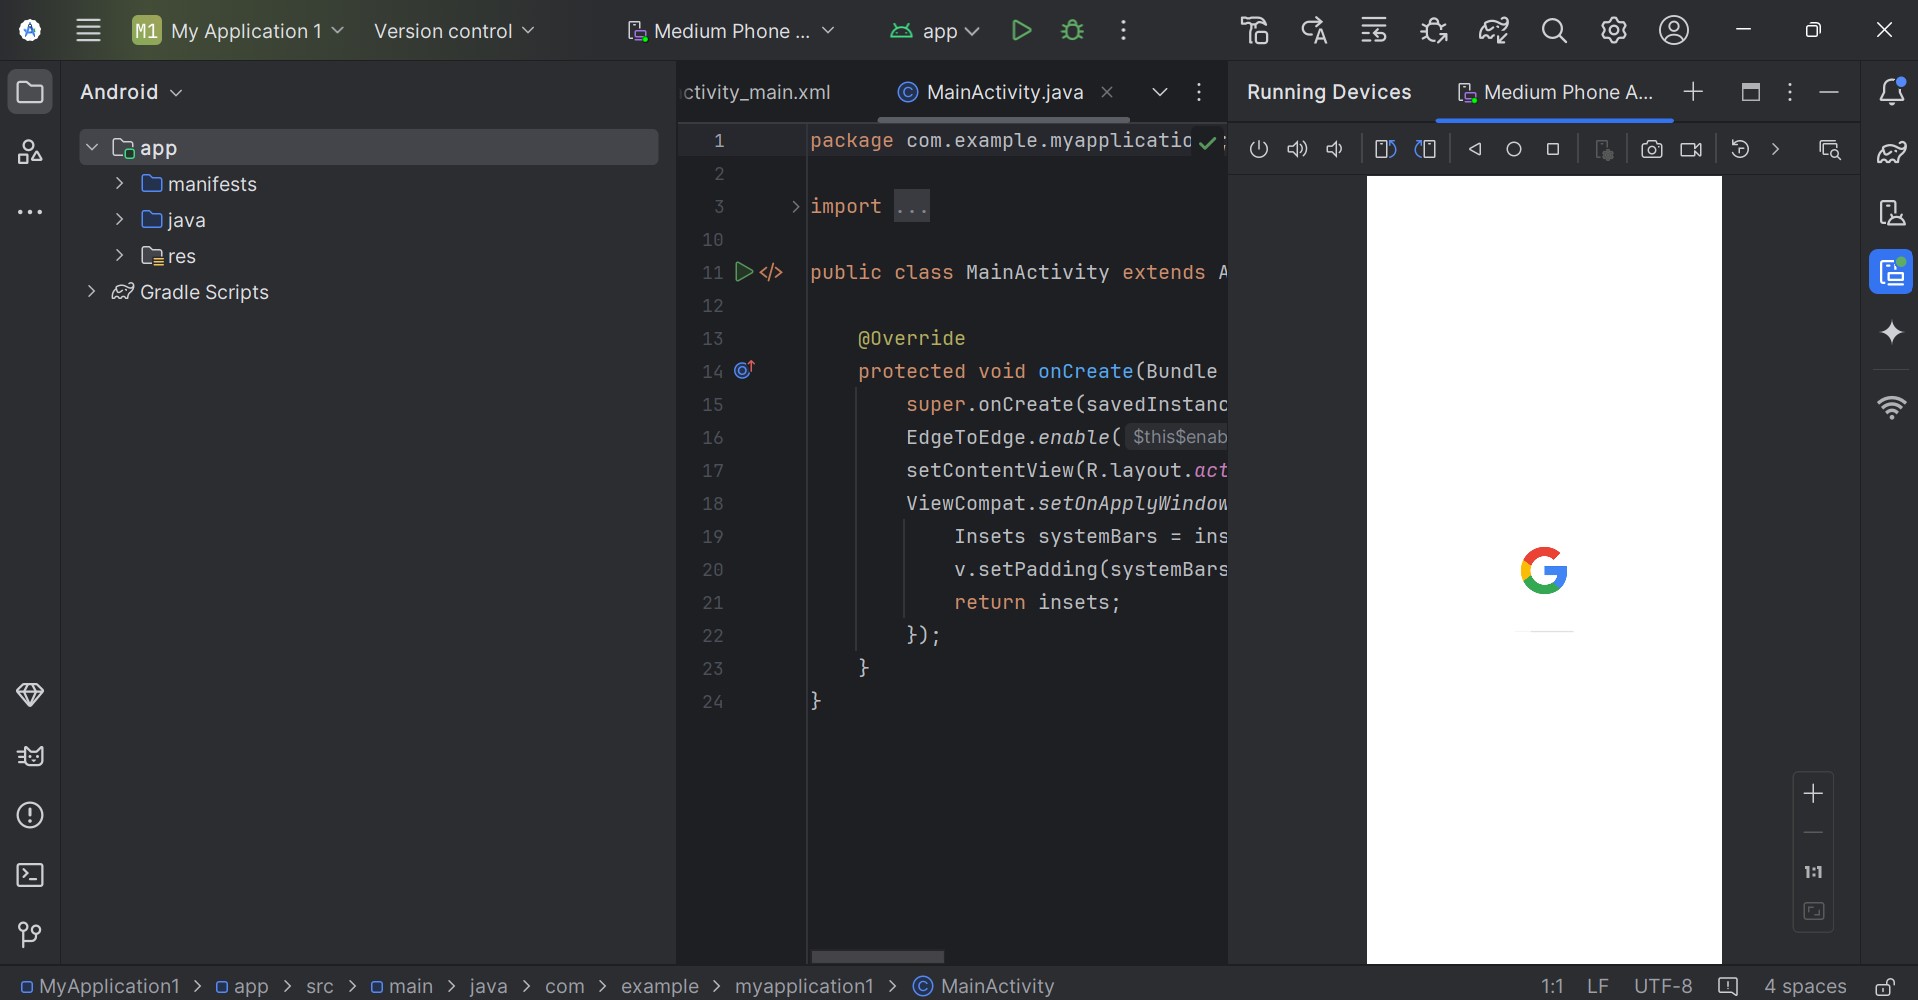 M1 My Application 1 Version control Medium Phone ... app
Android
app
manifests
java
res
Gradle Scripts
ctivity_main.xml MainActivity.java
1 package com.example.myapplicatio
2
3 import ...
10
11 public class MainActivity extends A
12
13 @Override
14 protected void onCreate(Bundle
15 super.onCreate(savedInstanc
16 EdgeToEdge.enable( $this$enab
17 setContentView(R.layout.act
18 ViewCompat.setOnApplyWindow
19 Insets systemBars = ins
20 v.setPadding(systemBars
21 return insets;
22 });
23 }
24 }
Running Devices Medium Phone A...
1:1
MyApplication1 > app > src > main > java > com > example > myapplication1 > MainActivity
1:1 LF UTF-8 4 spaces